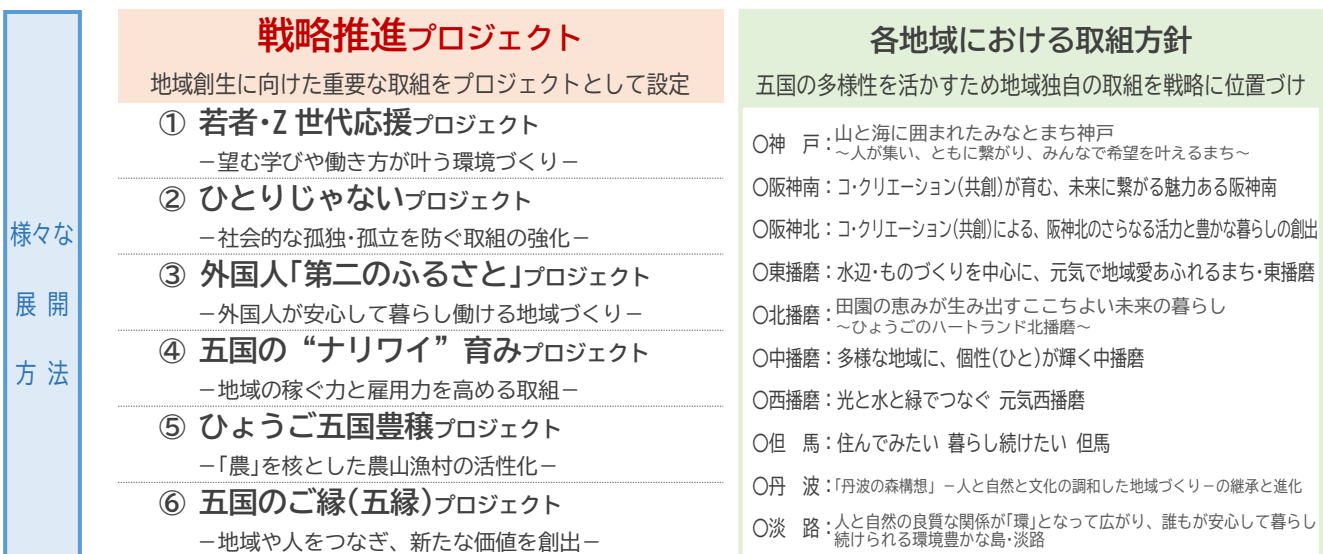 様々な
展開
方法
戦略推進プロジェクト
地域創生に向けた重要な取組をプロジェクトとして設定
① 若者・Z世代応援プロジェクト
－望む学びや働き方が叶う環境づくり－
② ひとりじゃないプロジェクト
－社会的な孤独・孤立を防ぐ取組の強化－
③ 外国人「第二のふるさと」プロジェクト
－外国人が安心して暮らし働ける地域づくり－
④ 五国の“ナリワイ”育みプロジェクト
－地域の稼ぐ力と雇用力を高める取組－
⑤ ひょうご五国豊穣プロジェクト
－「農」を核とした農山漁村の活性化－
⑥ 五国のご縁(五縁)プロジェクト
－地域や人をつなぎ、新たな価値を創出－
各地域における取組方針
五国の多様性を活かすため地域独自の取組を戦略に位置づけ
〇神　戸：山と海に囲まれたみなとまち神戸
～人が集い、ともに繋がり、みんなで希望を叶えるまち～
〇阪神南：コ・クリエーション(共創)が育む、未来に繋がる魅力ある阪神南
〇阪神北：コ・クリエーション(共創)による、阪神北のさらなる活力と豊かな暮らしの創出
〇東播磨：水辺・ものづくりを中心に、元気で地域愛あふれるまち・東播磨
〇北播磨：田園の恵みが生み出すここちよい未来の暮らし
～ひょうごのハートランド北播磨～
〇中播磨：多様な地域に、個性(ひと)が輝く中播磨
〇西播磨：光と水と緑でつなぐ 元気西播磨
〇但　馬：住んでみたい 暮らし続けたい 但馬
〇丹　波：「丹波の森構想」－人と自然と文化の調和した地域づくり－の継承と進化
〇淡　路：人と自然の良質な関係が「環」となって広がり、誰もが安心して暮らし
続けられる環境豊かな島・淡路